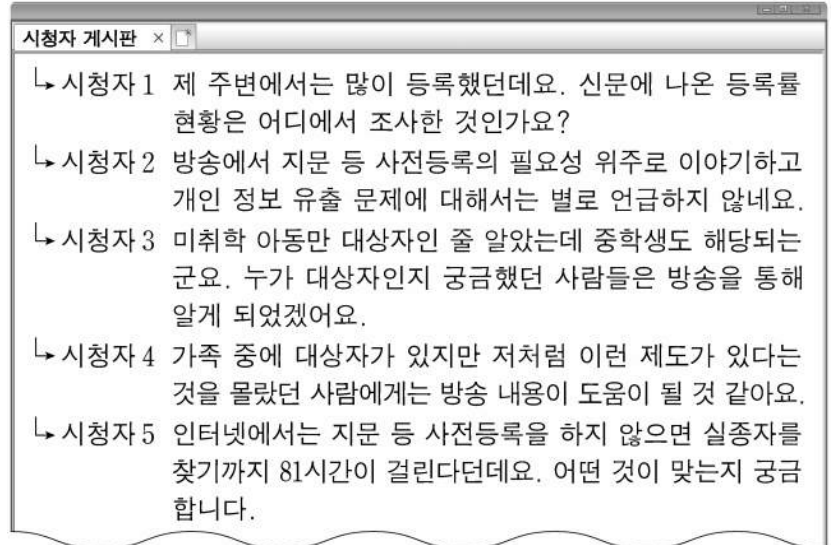 시청자 게시판 ×
↳ 시청자 1 제 주변에서는 많이 등록했던데요. 신문에 나온 등록률
현황은 어디에서 조사한 것인가요?
↳ 시청자 2 방송에서 지문 등 사전등록의 필요성 위주로 이야기하고
개인 정보 유출 문제에 대해서는 별로 언급하지 않네요.
↳ 시청자 3 미취학 아동만 대상자인 줄 알았는데 중학생도 해당되는
군요. 누가 대상자인지 궁금했던 사람들은 방송을 통해
알게 되었겠어요.
↳ 시청자 4 가족 중에 대상자가 있지만 저처럼 이런 제도가 있다는
것을 몰랐던 사람에게는 방송 내용이 도움이 될 것 같아요.
↳ 시청자 5 인터넷에서는 지문 등 사전등록을 하지 않으면 실종자를
찾기까지 81시간이 걸린다던데요. 어떤 것이 맞는지 궁금
합니다.